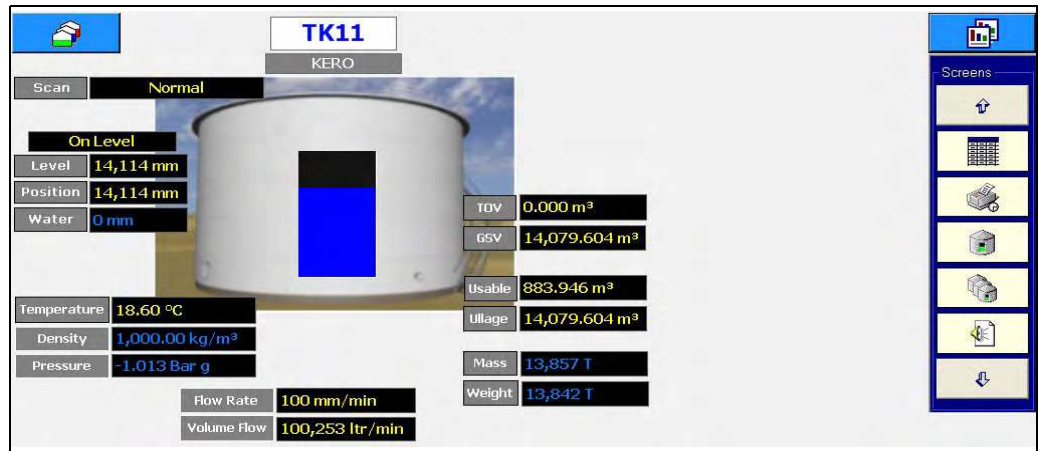 TK11
KERO
Screens
Scan Normal
On Level
Level 14,114 mm
Position 14,114 mm
Water 0 mm
TOV 0.000 m³
GSV 14,079.604 m³
Usable 883.946 m³
Ullage 14,079.604 m³
Temperature 18.60 °C
Density 1,000.00 kg/m³
Pressure -1.013 Bar g
Mass 13,857 T
Weight 13,842 T
Flow Rate 100 mm/min
Volume Flow 100,253 ltr/min